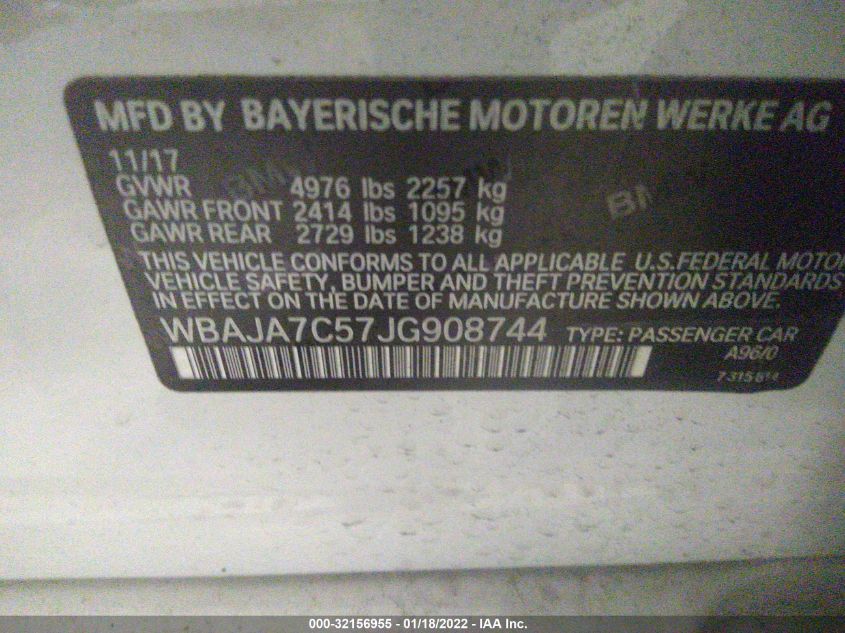 MFD BY BAYERISCHE MOTOREN WERKE AG
11/17
GVWR 4976 lbs 2257 kg
GAWR FRONT 2414 lbs 1095 kg
GAWR REAR 2729 lbs 1238 kg
THIS VEHICLE CONFORMS TO ALL APPLICABLE U.S.FEDERAL MOTOR
VEHICLE SAFETY, BUMPER AND THEFT PREVENTION STANDARDS
IN EFFECT ON THE DATE OF MANUFACTURE SHOWN ABOVE.
WBAJA7C57JG908744 TYPE: PASSENGER CAR
A96/0
000-32156955 - 01/18/2022 - IAA Inc.